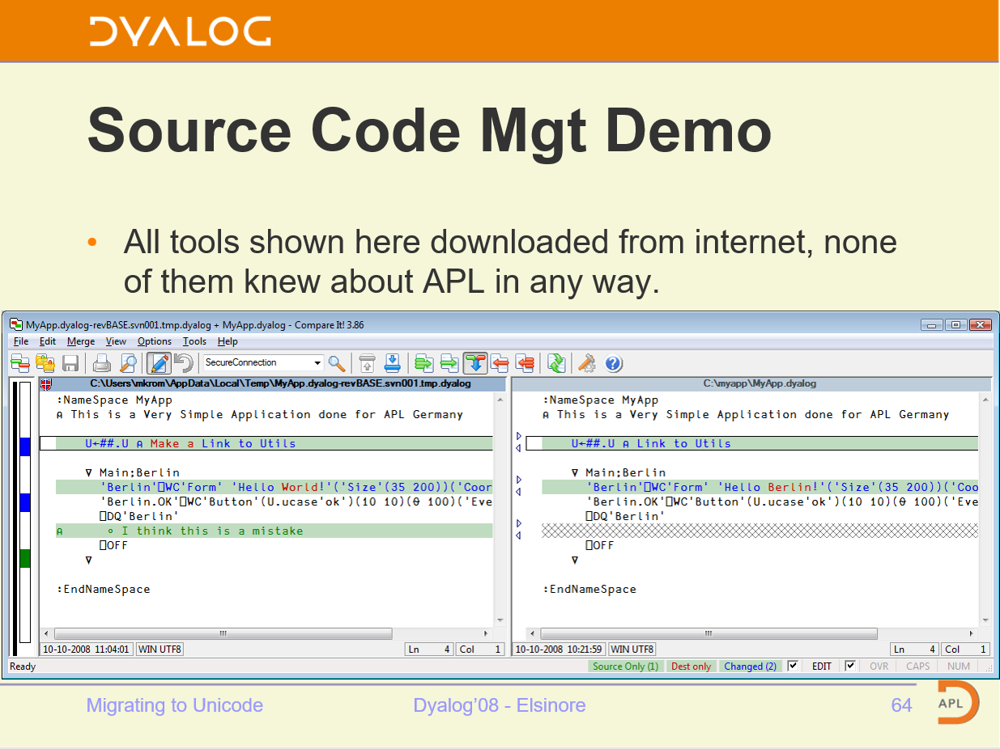 DYALOG
Source Code Mgt Demo
• All tools shown here downloaded from internet, none
of them knew about APL in any way.
MyApp.dyalog-revBASE.svn001.tmp.dyalog + MyApp.dyalog - Compare It! 3.86
File Edit Merge View Options Tools Help
SecureConnection
C:\Users\mkrom\AppData\Local\Temp\MyApp.dyalog-revBASE.svn001.tmp.dyalog
:NameSpace MyApp
⍝ This is a Very Simple Application done for APL Germany
U←##.U ⍝ Make a Link to Utils
∇ Main;Berlin
'Berlin'⎕WC'Form' 'Hello World!'('Size'(35 200))('Coor
'Berlin.OK'⎕WC'Button'(U.ucase'ok')(10 10)(⍬ 100)('Eve
⎕DQ'Berlin'
⍝ ∘ I think this is a mistake
⎕OFF
∇
:EndNameSpace
10-10-2008 11:04:01 WIN UTF8 Ln 4 Col 1
C:\myapp\MyApp.dyalog
:NameSpace MyApp
⍝ This is a Very Simple Application done for APL Germany
U←##.U ⍝ Link to Utils
∇ Main;Berlin
'Berlin'⎕WC'Form' 'Hello Berlin!'('Size'(35 200))('Coo
'Berlin.OK'⎕WC'Button'(U.ucase'ok')(10 10)(⍬ 100)('Eve
⎕DQ'Berlin'
⎕OFF
∇
:EndNameSpace
10-10-2008 10:21:59 WIN UTF8 Ln 4 Col 1
Ready Source Only (1) Dest only Changed (2) EDIT OVR CAPS NUM
Migrating to Unicode Dyalog'08 - Elsinore 64
APL